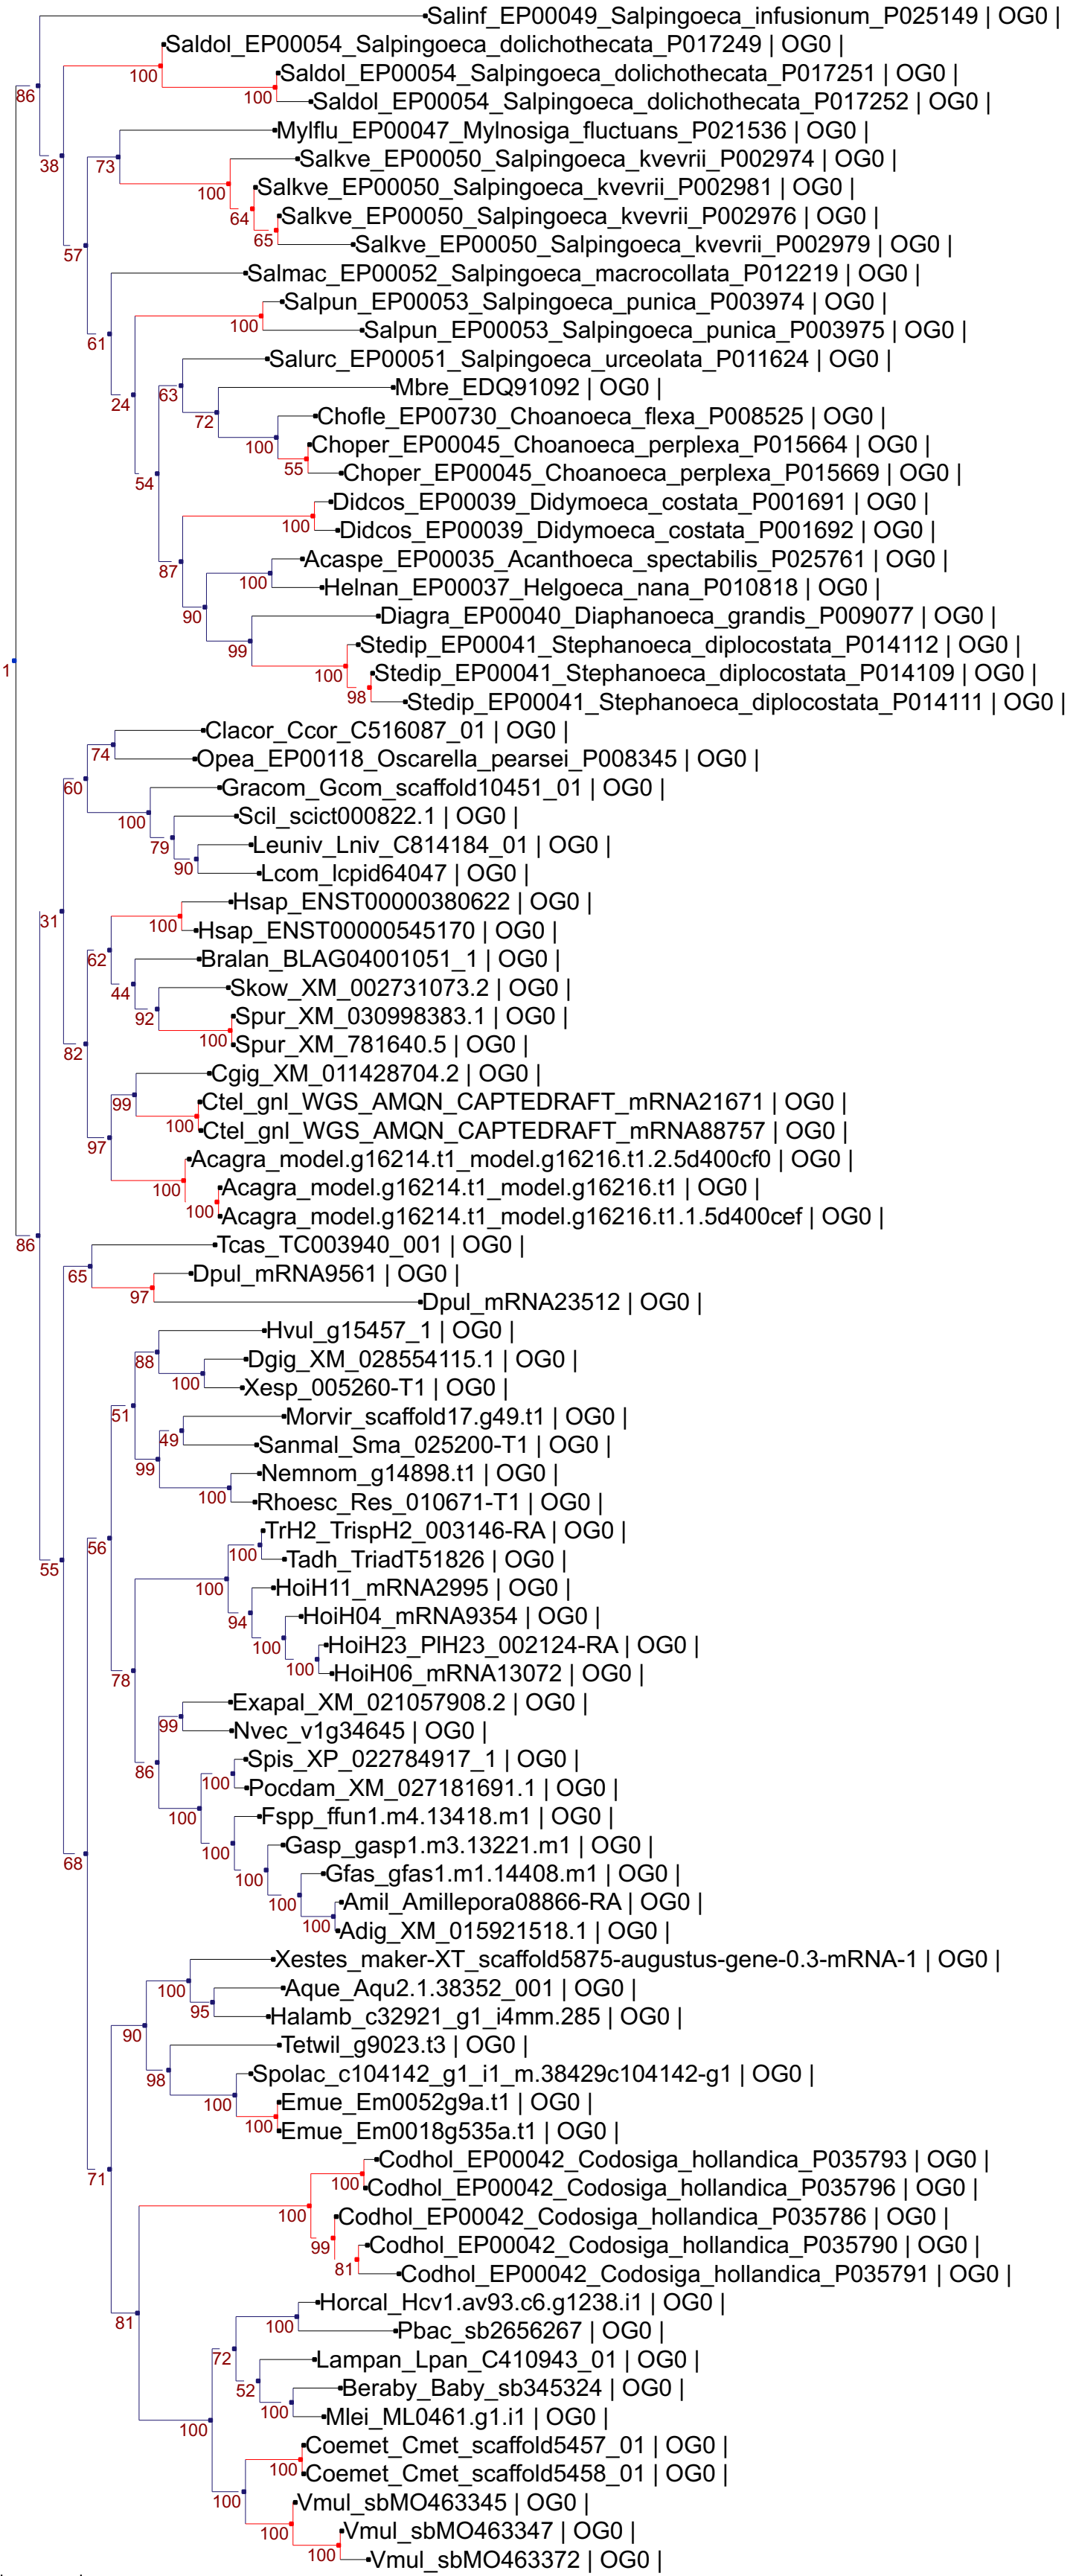 Salinf_EP00049_Salpingoeca_infusionum_P025149 | OG0 |
Saldol_EP00054_Salpingoeca_dolichothecata_P017249 | OG0 |
100
Saldol_EP00054_Salpingoeca_dolichothecata_P017251 | OG0 |
86
100
Saldol_EP00054_Salpingoeca_dolichothecata_P017252 | OG0 |
Mylflu_EP00047_Mylnosiga_fluctuans_P021536 | OG0 |
38
73
Salkve_EP00050_Salpingoeca_kvevrii_P002974 | OG0 |
100
Salkve_EP00050_Salpingoeca_kvevrii_P002981 | OG0 |
64
Salkve_EP00050_Salpingoeca_kvevrii_P002976 | OG0 |
65
Salkve_EP00050_Salpingoeca_kvevrii_P002979 | OG0 |
57
Salmac_EP00052_Salpingoeca_macrocollata_P012219 | OG0 |
Salpun_EP00053_Salpingoeca_punica_P003974 | OG0 |
100
Salpun_EP00053_Salpingoeca_punica_P003975 | OG0 |
61
Salurc_EP00051_Salpingoeca_urceolata_P011624 | OG0 |
63
Mbre_EDQ91092 | OG0 |
24
72
Chofle_EP00730_Choanoeca_flexa_P008525 | OG0 |
100
Choper_EP00045_Choanoeca_perplexa_P015664 | OG0 |
55
Choper_EP00045_Choanoeca_perplexa_P015669 | OG0 |
54
Didcos_EP00039_Didymoeca_costata_P001691 | OG0 |
100
Didcos_EP00039_Didymoeca_costata_P001692 | OG0 |
Acaspe_EP00035_Acanthoeca_spectabilis_P025761 | OG0 |
87
100
Helnan_EP00037_Helgoeca_nana_P010818 | OG0 |
90
Diagra_EP00040_Diaphanoeca_grandis_P009077 | OG0 |
99
Stedip_EP00041_Stephanoeca_diplocostata_P014112 | OG0 |
1
100
Stedip_EP00041_Stephanoeca_diplocostata_P014109 | OG0 |
98
Stedip_EP00041_Stephanoeca_diplocostata_P014111 | OG0 |
Clacor_Ccor_C516087_01 | OG0 |
74
Opea_EP00118_Oscarella_pearsei_P008345 | OG0 |
60
Gracom_Gcom_scaffold10451_01 | OG0 |
100
Scil_scict000822.1 | OG0 |
79
Leuniv_Lniv_C814184_01 | OG0 |
90
Lcom_lcpid64047 | OG0 |
Hsap_ENST00000380622 | OG0 |
31
100
Hsap_ENST00000545170 | OG0 |
62
Bralan_BLAG04001051_1 | OG0 |
44
Skow_XM_002731073.2 | OG0 |
92
Spur_XM_030998383.1 | OG0 |
100
Spur_XM_781640.5 | OG0 |
82
Cgig_XM_011428704.2 | OG0 |
99
Ctel_gnl_WGS_AMQN_CAPTEDRAFT_mRNA21671 | OG0 |
100
Ctel_gnl_WGS_AMQN_CAPTEDRAFT_mRNA88757 | OG0 |
97
Acagra_model.g16214.t1_model.g16216.t1.2.5d400cf0 | OG0 |
100
Acagra_model.g16214.t1_model.g16216.t1 | OG0 |
100
Acagra_model.g16214.t1_model.g16216.t1.1.5d400cef | OG0 |
86
Tcas_TC003940_001 | OG0 |
65
Dpul_mRNA9561 | OG0 |
97
Dpul_mRNA23512 | OG0 |
Hvul_g15457_1 | OG0 |
88
Dgig_XM_028554115.1 | OG0 |
100
Xesp_005260-T1 | OG0 |
51
Morvir_scaffold17.g49.t1 | OG0 |
49
Sanmal_Sma_025200-T1 | OG0 |
99
Nemnom_g14898.t1 | OG0 |
100
Rhoesc_Res_010671-T1 | OG0 |
TrH2_TrispH2_003146-RA | OG0 |
56
100
Tadh_TriadT51826 | OG0 |
55
100
HoiH11_mRNA2995 | OG0 |
94
HoiH04_mRNA9354 | OG0 |
100
HoiH23_PlH23_002124-RA | OG0 |
100
HoiH06_mRNA13072 | OG0 |
78
Exapal_XM_021057908.2 | OG0 |
99
Nvec_v1g34645 | OG0 |
Spis_XP_022784917_1 | OG0 |
86
100
Pocdam_XM_027181691.1 | OG0 |
100
Fspp_ffun1.m4.13418.m1 | OG0 |
100
Gasp_gasp1.m3.13221.m1 | OG0 |
68
100
Gfas_gfas1.m1.14408.m1 | OG0 |
100
Amil_Amillepora08866-RA | OG0 |
100
Adig_XM_015921518.1 | OG0 |
Xestes_maker-XT_scaffold5875-augustus-gene-0.3-mRNA-1 | OG0 |
100
Aque_Aqu2.1.38352_001 | OG0 |
95
Halamb_c32921_g1_i4mm.285 | OG0 |
90
Tetwil_g9023.t3 | OG0 |
98
Spolac_c104142_g1_i1_m.38429c104142-g1 | OG0 |
100
Emue_Em0052g9a.t1 | OG0 |
100
Emue_Em0018g535a.t1 | OG0 |
Codhol_EP00042_Codosiga_hollandica_P035793 | OG0 |
71
100
Codhol_EP00042_Codosiga_hollandica_P035796 | OG0 |
100
Codhol_EP00042_Codosiga_hollandica_P035786 | OG0 |
99
Codhol_EP00042_Codosiga_hollandica_P035790 | OG0 |
81
Codhol_EP00042_Codosiga_hollandica_P035791 | OG0 |
Horcal_Hcv1.av93.c6.g1238.i1 | OG0 |
81
100
Pbac_sb2656267 | OG0 |
72
Lampan_Lpan_C410943_01 | OG0 |
52
Beraby_Baby_sb345324 | OG0 |
100
Mlei_ML0461.g1.i1 | OG0 |
100
Coemet_Cmet_scaffold5457_01 | OG0 |
100
Coemet_Cmet_scaffold5458_01 | OG0 |
100
Vmul_sbMO463345 | OG0 |
100
Vmul_sbMO463347 | OG0 |
100
Vmul_sbMO463372 | OG0 |